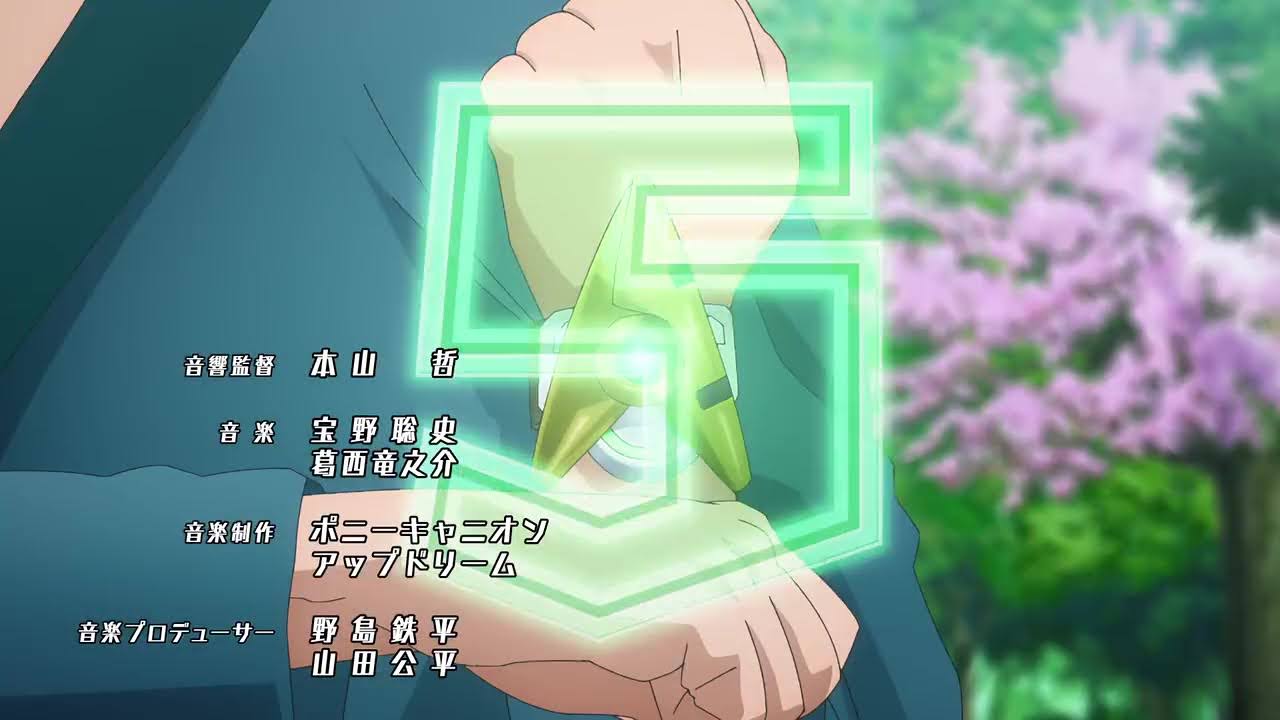 音響監督 本山 哲
音楽 宝野聡史
葛西竜之介
音楽制作 ポニーキャニオン
アップドリーム
音楽プロデューサー 野島鉄平
山田公平
5